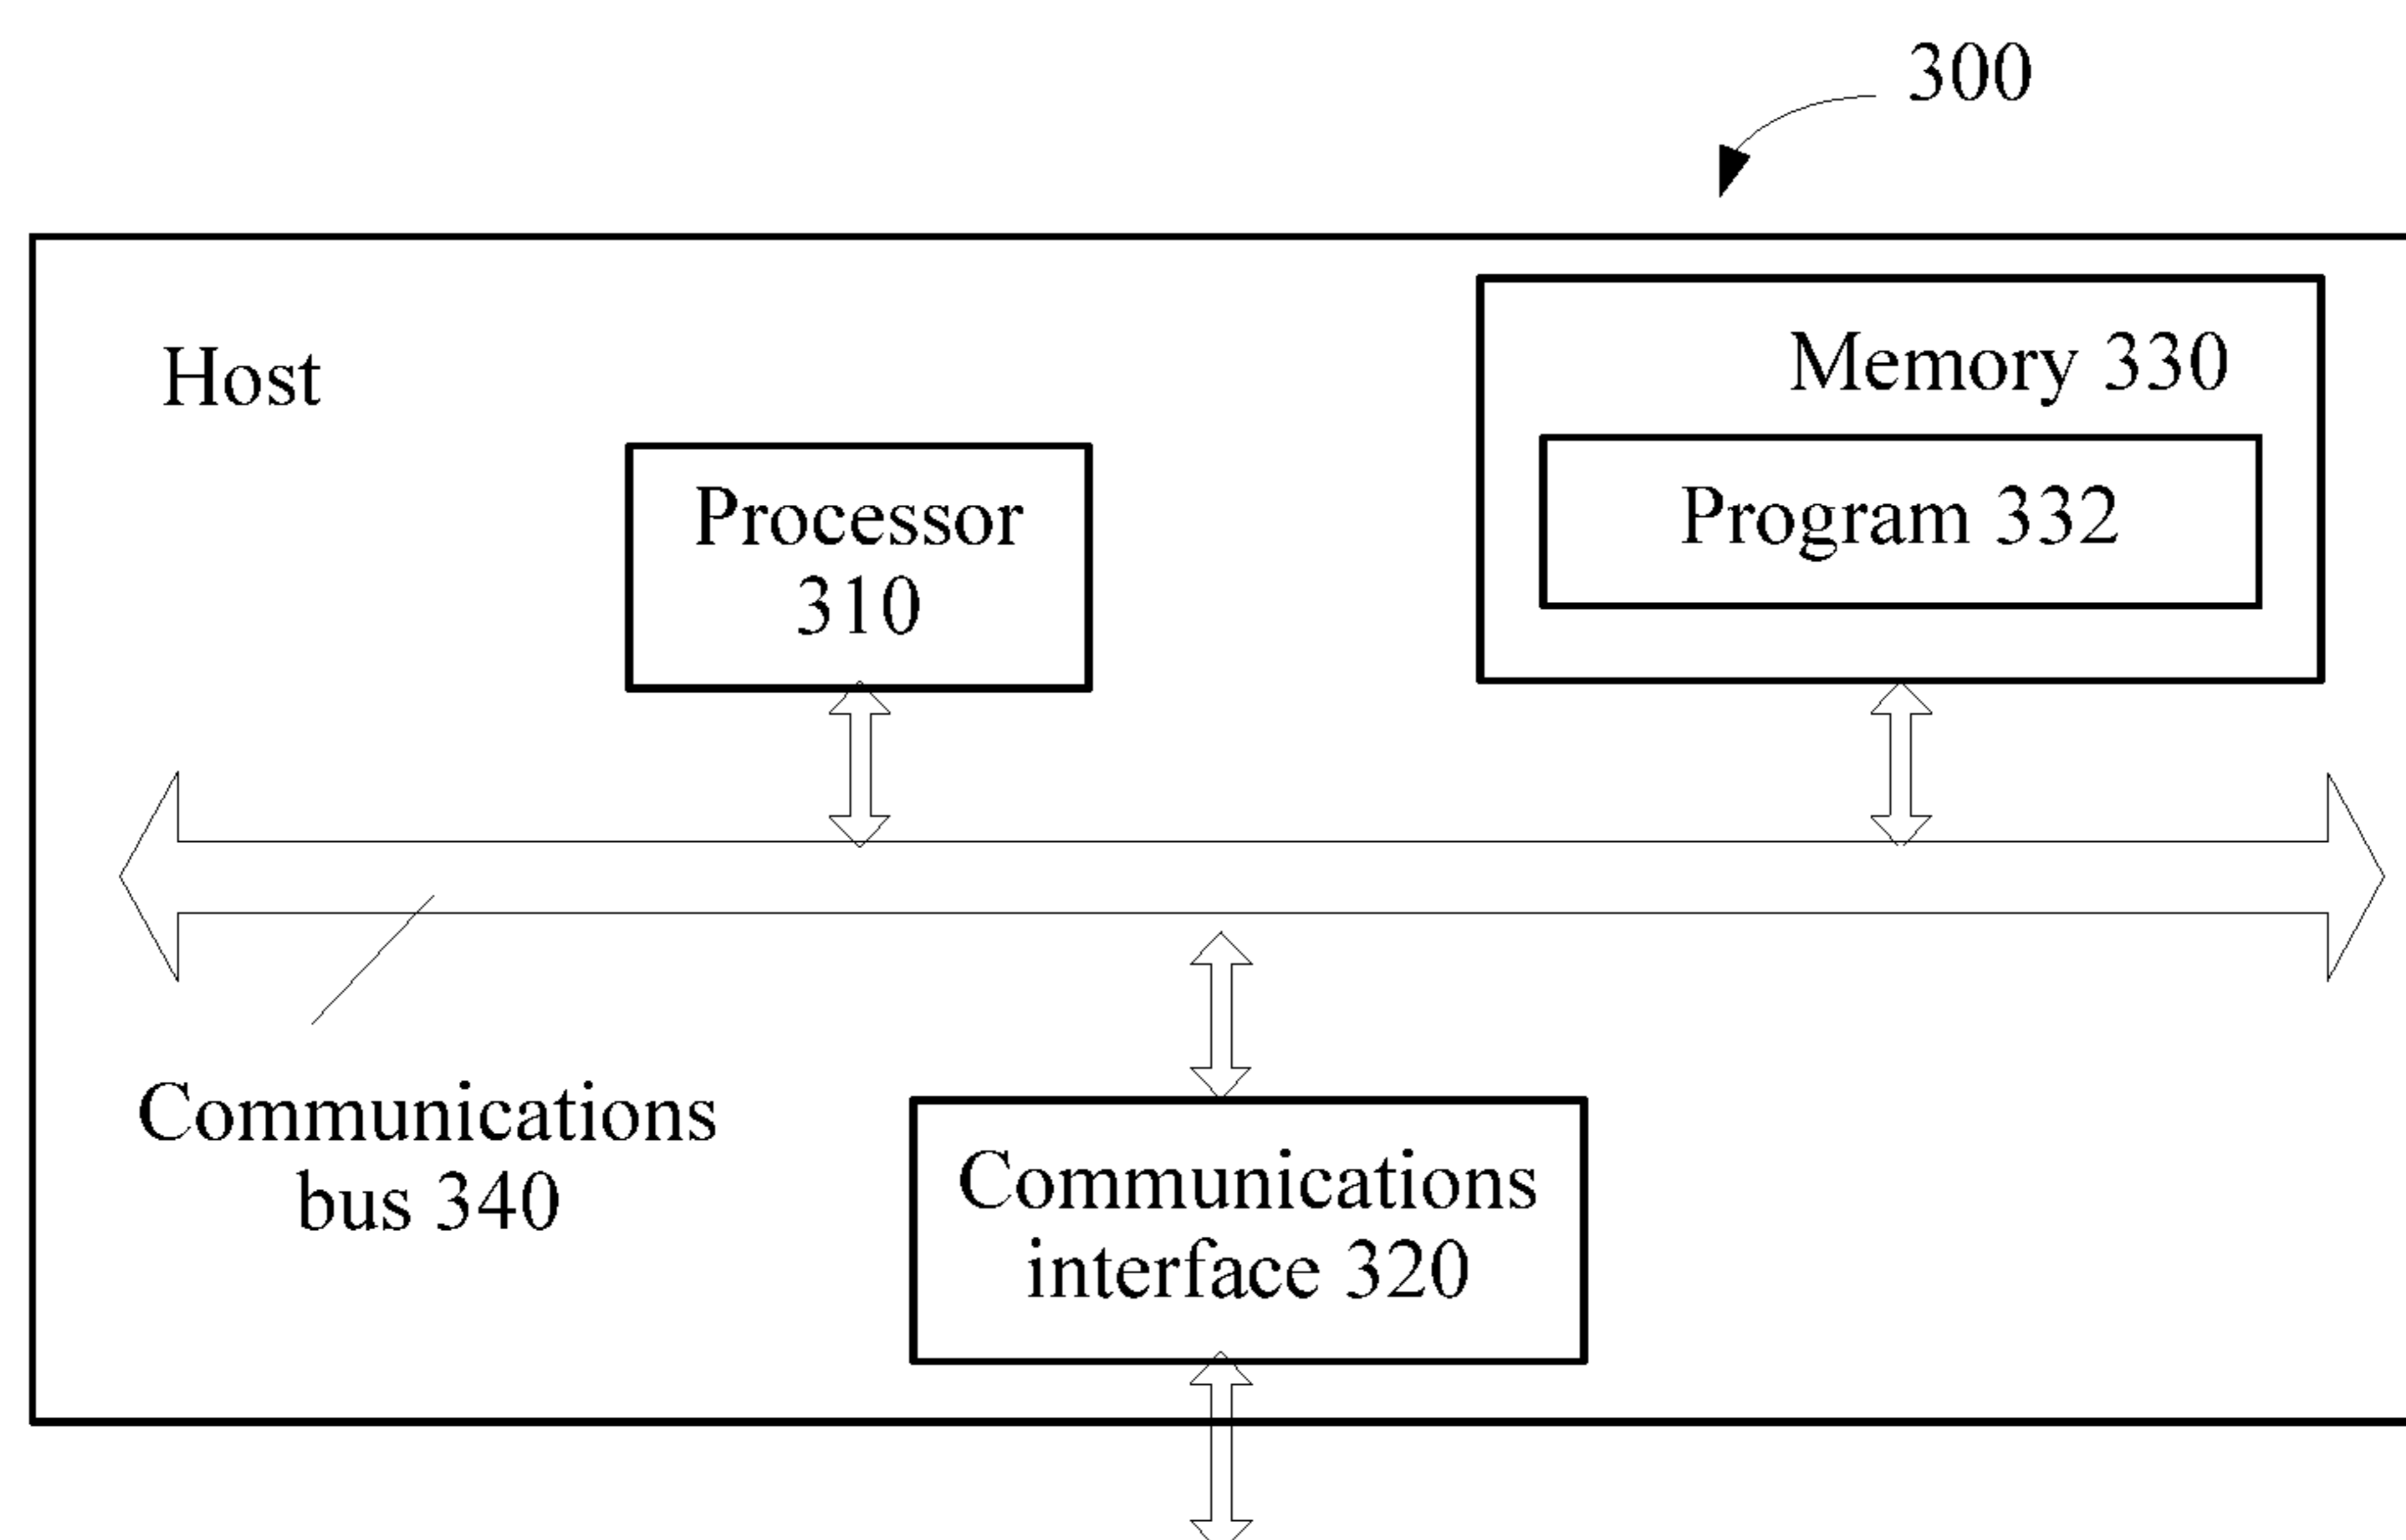 300
Host
Memory 330
Program 332
Processor
310
Communications
bus 340
Communications
interface 320